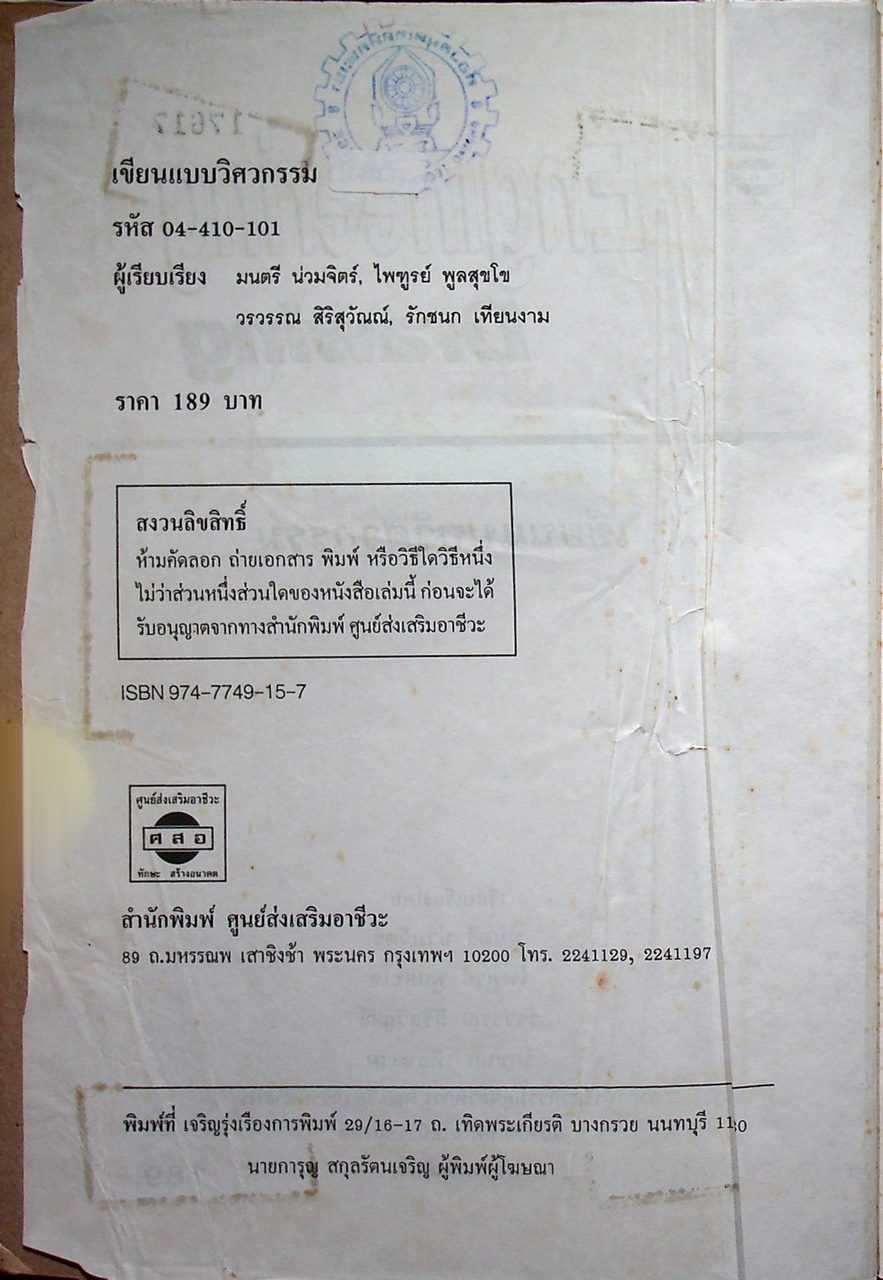 เขียนแบบวิศวกรรม
รหัส 04-410-101
ผู้เรียบเรียง มนตรี น่วมจิตร์, ไพฑูรย์ พูลสุขโข
วรวรรณ สิริสุวัณณ์, รักชนก เทียนงาม
ราคา 189 บาท
สงวนลิขสิทธิ์
ห้ามคัดลอก ถ่ายเอกสาร พิมพ์ หรือวิธีใดวิธีหนึ่ง
ไม่ว่าส่วนหนึ่งส่วนใดของหนังสือเล่มนี้ ก่อนจะได้
รับอนุญาตจากทางสำนักพิมพ์ ศูนย์ส่งเสริมอาชีวะ
ISBN 974-7749-15-7
ศูนย์ส่งเสริมอาชีวะ
ศ ส อ
ทักษะ สร้างอนาคต
สำนักพิมพ์ ศูนย์ส่งเสริมอาชีวะ
89 ถ.มหรรณพ เสาชิงช้า พระนคร กรุงเทพฯ 10200 โทร. 2241129, 2241197
พิมพ์ที่ เจริญรุ่งเรืองการพิมพ์ 29/16-17 ถ. เทิดพระเกียรติ บางกรวย นนทบุรี
นายการุญ สกุลรัตนเจริญ ผู้พิมพ์ผู้โฆษณา